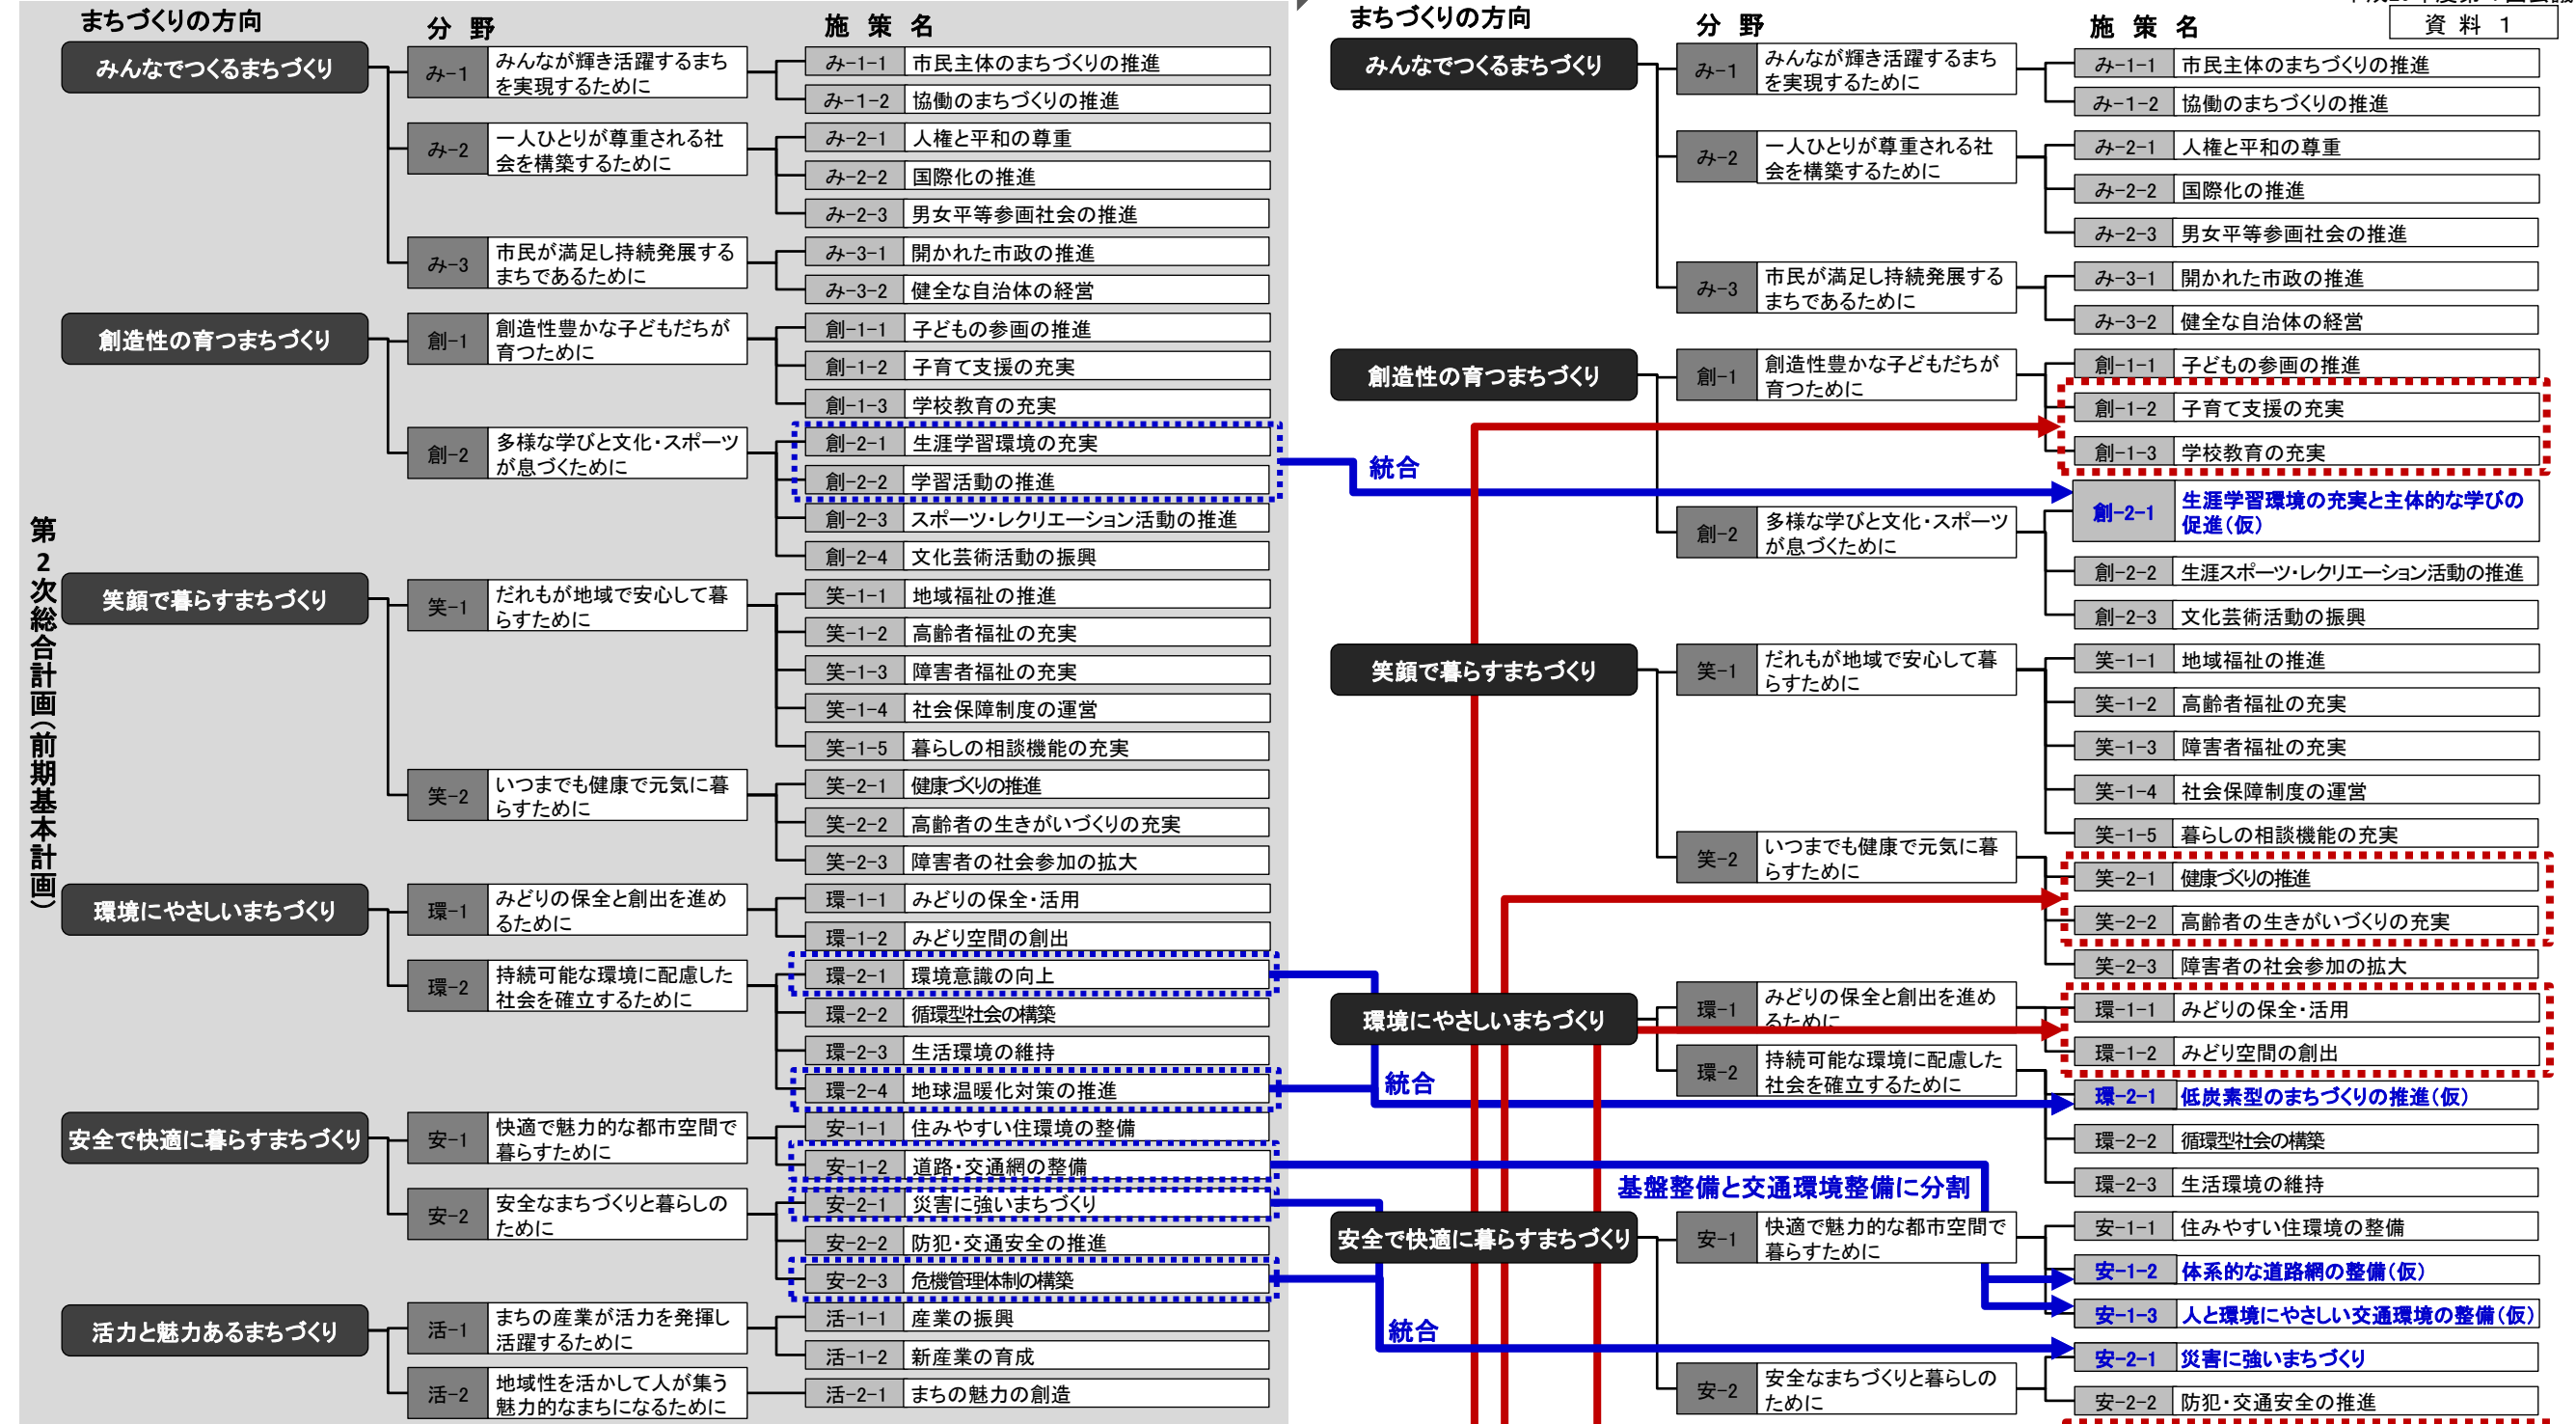 まちづくりの方向
分 野
施 策 名
第2次総合計画(前期基本計画)
みんなでつくるまちづくり
み-1
みんなが輝き活躍するまち
を実現するために
み-1-1 市民主体のまちづくりの推進
み-1-2 協働のまちづくりの推進
み-2
一人ひとりが尊重される社
会を構築するために
み-2-1 人権と平和の尊重
み-2-2 国際化の推進
み-2-3 男女平等参画社会の推進
み-3
市民が満足し持続発展する
まちであるために
み-3-1 開かれた市政の推進
み-3-2 健全な自治体の経営
創造性の育つまちづくり
創-1
創造性豊かな子どもだちが
育つために
創-1-1 子どもの参画の推進
創-1-2 子育て支援の充実
創-1-3 学校教育の充実
創-2
多様な学びと文化・スポーツ
が息づくために
創-2-1 生涯学習環境の充実
創-2-2 学習活動の推進
創-2-3 スポーツ・レクリエーション活動の推進
創-2-4 文化芸術活動の振興
笑顔で暮らすまちづくり
笑-1
だれもが地域で安心して暮
らすために
笑-1-1 地域福祉の推進
笑-1-2 高齢者福祉の充実
笑-1-3 障害者福祉の充実
笑-1-4 社会保障制度の運営
笑-1-5 暮らしの相談機能の充実
笑-2
いつまでも健康で元気に暮
らすために
笑-2-1 健康づくりの推進
笑-2-2 高齢者の生きがいづくりの充実
笑-2-3 障害者の社会参加の拡大
環境にやさしいまちづくり
環-1
みどりの保全と創出を進め
るために
環-1-1 みどりの保全・活用
環-1-2 みどり空間の創出
環-2
持続可能な環境に配慮した
社会を確立するために
環-2-1 環境意識の向上
環-2-2 循環型社会の構築
環-2-3 生活環境の維持
環-2-4 地球温暖化対策の推進
安全で快適に暮らすまちづくり
安-1
快適で魅力的な都市空間で
暮らすために
安-1-1 住みやすい住環境の整備
安-1-2 道路・交通網の整備
安-2
安全なまちづくりと暮らしの
ために
安-2-1 災害に強いまちづくり
安-2-2 防犯・交通安全の推進
安-2-3 危機管理体制の構築
活力と魅力あるまちづくり
活-1
まちの産業が活力を発揮し
活躍するために
活-1-1 産業の振興
活-1-2 新産業の育成
活-2
地域性を活かして人が集う
魅力的なまちになるために
活-2-1 まちの魅力の創造
統合
統合
基盤整備と交通環境整備に分割
統合
資 料 1
まちづくりの方向
分 野
施 策 名
みんなでつくるまちづくり
み-1
みんなが輝き活躍するまち
を実現するために
み-1-1 市民主体のまちづくりの推進
み-1-2 協働のまちづくりの推進
み-2
一人ひとりが尊重される社
会を構築するために
み-2-1 人権と平和の尊重
み-2-2 国際化の推進
み-2-3 男女平等参画社会の推進
み-3
市民が満足し持続発展する
まちであるために
み-3-1 開かれた市政の推進
み-3-2 健全な自治体の経営
創造性の育つまちづくり
創-1
創造性豊かな子どもだちが
育つために
創-1-1 子どもの参画の推進
創-1-2 子育て支援の充実
創-1-3 学校教育の充実
創-2
多様な学びと文化・スポーツ
が息づくために
創-2-1 生涯学習環境の充実と主体的な学びの
促進(仮)
創-2-2 生涯スポーツ・レクリエーション活動の推進
創-2-3 文化芸術活動の振興
笑顔で暮らすまちづくり
笑-1
だれもが地域で安心して暮
らすために
笑-1-1 地域福祉の推進
笑-1-2 高齢者福祉の充実
笑-1-3 障害者福祉の充実
笑-1-4 社会保障制度の運営
笑-1-5 暮らしの相談機能の充実
笑-2
いつまでも健康で元気に暮
らすために
笑-2-1 健康づくりの推進
笑-2-2 高齢者の生きがいづくりの充実
笑-2-3 障害者の社会参加の拡大
環境にやさしいまちづくり
環-1
みどりの保全と創出を進め
るために
環-1-1 みどりの保全・活用
環-1-2 みどり空間の創出
環-2
持続可能な環境に配慮した
社会を確立するために
環-2-1 低炭素型のまちづくりの推進(仮)
環-2-2 循環型社会の構築
環-2-3 生活環境の維持
安全で快適に暮らすまちづくり
安-1
快適で魅力的な都市空間で
暮らすために
安-1-1 住みやすい住環境の整備
安-1-2 体系的な道路網の整備(仮)
安-1-3 人と環境にやさしい交通環境の整備(仮)
安-2
安全なまちづくりと暮らしの
ために
安-2-1 災害に強いまちづくり
安-2-2 防犯・交通安全の推進